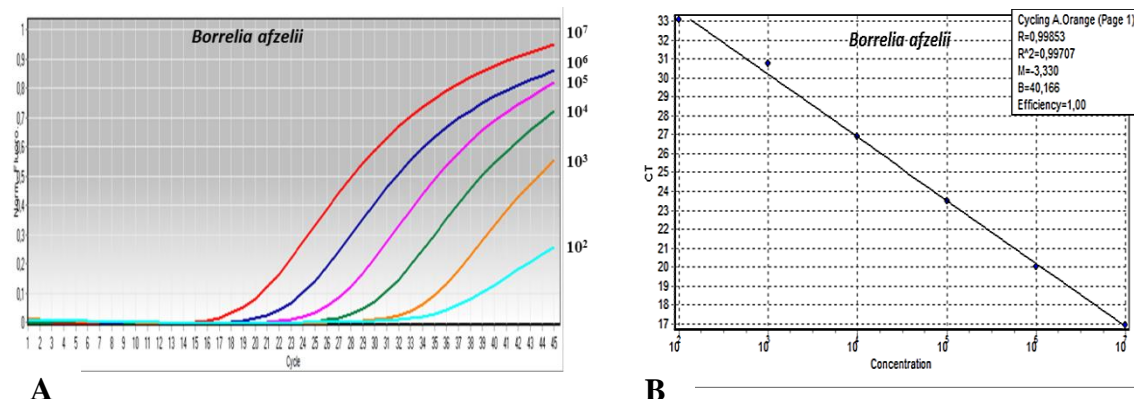 Borrelia afzelii
10⁷
10⁶
10⁵
10⁴
10³
10²
1
0,9
0,8
0,7
0,6
0,5
0,4
0,3
0,2
0,1
0
1 2 3 4 5 6 7 8 9 10 11 12 13 14 15 16 17 18 19 20 21 22 23 24 25 26 27 28 29 30 31 32 33 34 35 36 37 38 39 40 41 42 43 44 45
Cycle
A
Borrelia afzelii
Cycling A.Orange (Page 1)
R=0,99853
R^2=0,99707
M=-3,330
B=40,166
Efficiency=1,00
CT
33
32
31
30
29
28
27
26
25
24
23
22
21
20
19
18
17
Concentration
B